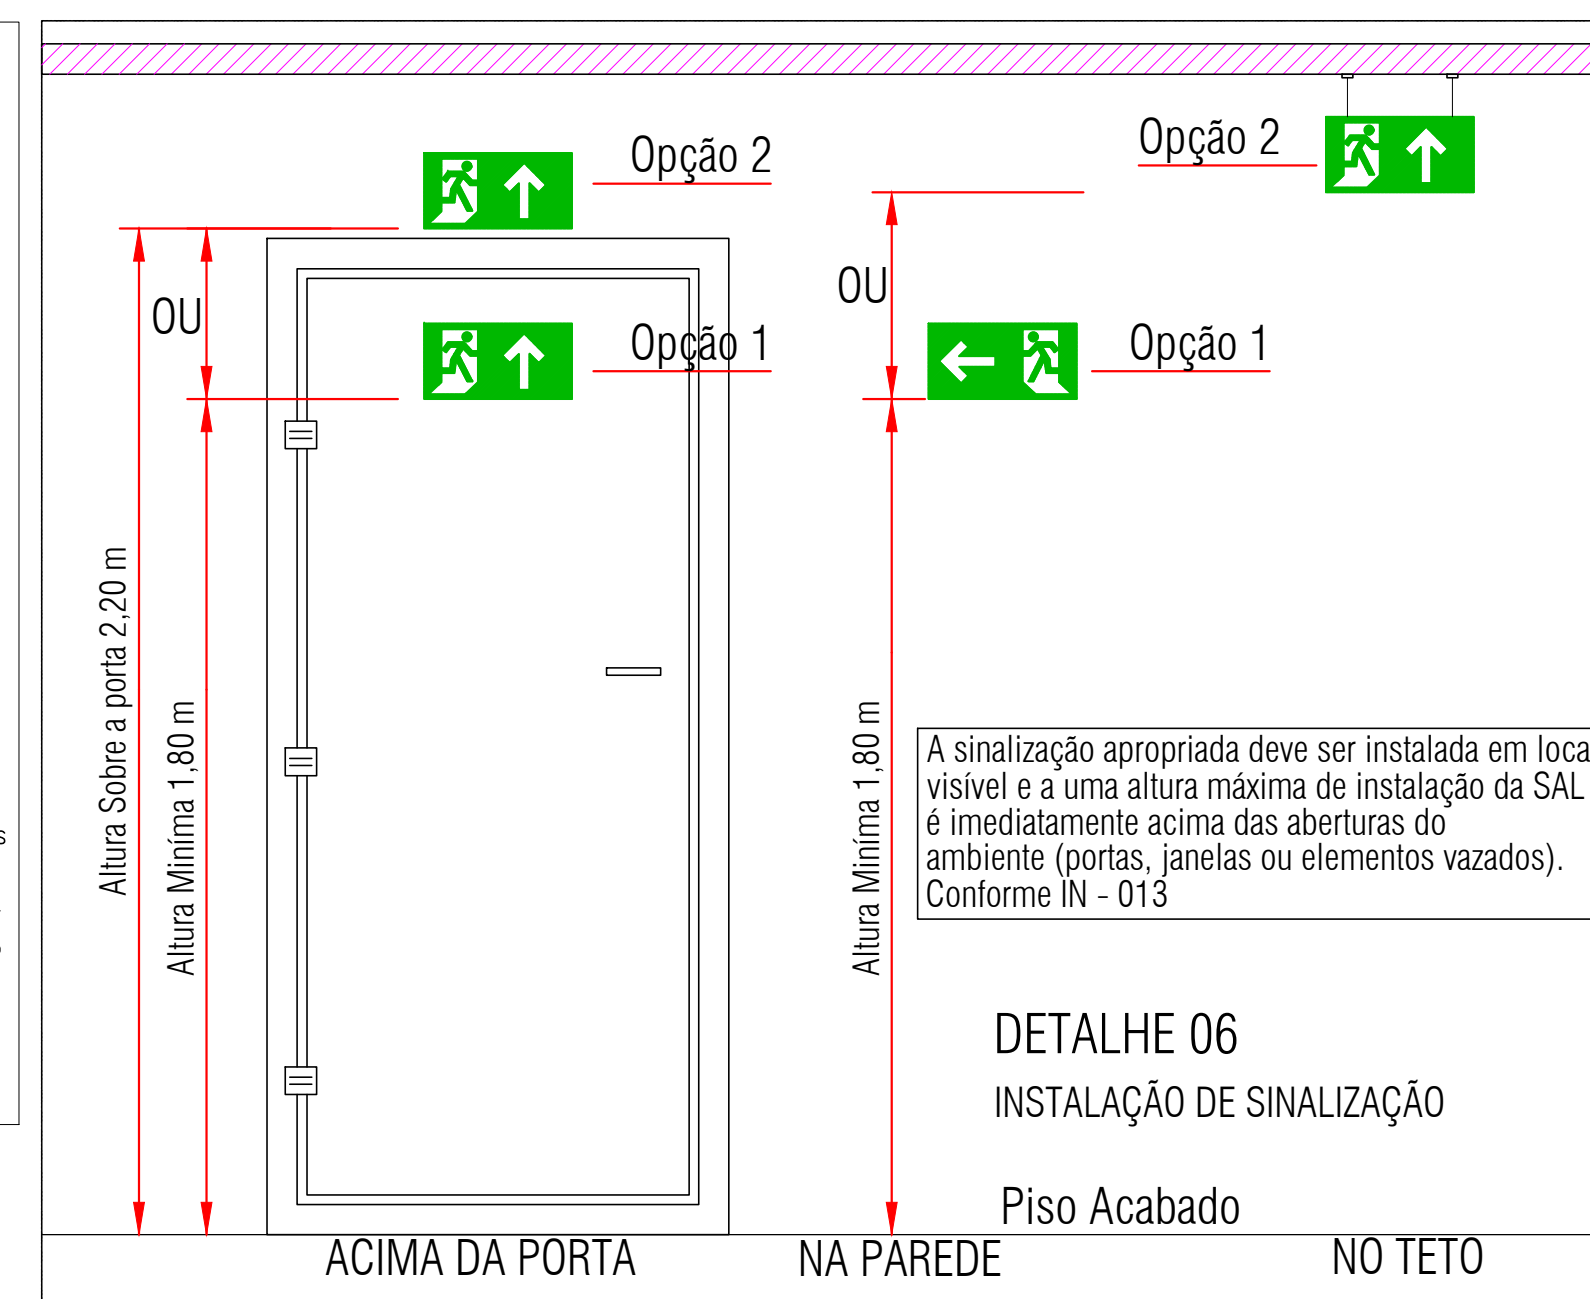 Opção 2
Opção 2
OU
OU
Opção 1
Opção 1
Altura Sobre a porta 2,20 m
Altura Miníma 1,80 m
Altura Miníma 1,80 m
A sinalização apropriada deve ser instalada em loca
visível e a uma altura máxima de instalação da SAL
é imediatamente acima das aberturas do
ambiente (portas, janelas ou elementos vazados).
Conforme IN - 013
DETALHE 06
INSTALAÇÃO DE SINALIZAÇÃO
Piso Acabado
ACIMA DA PORTA
NA PAREDE
NO TETO